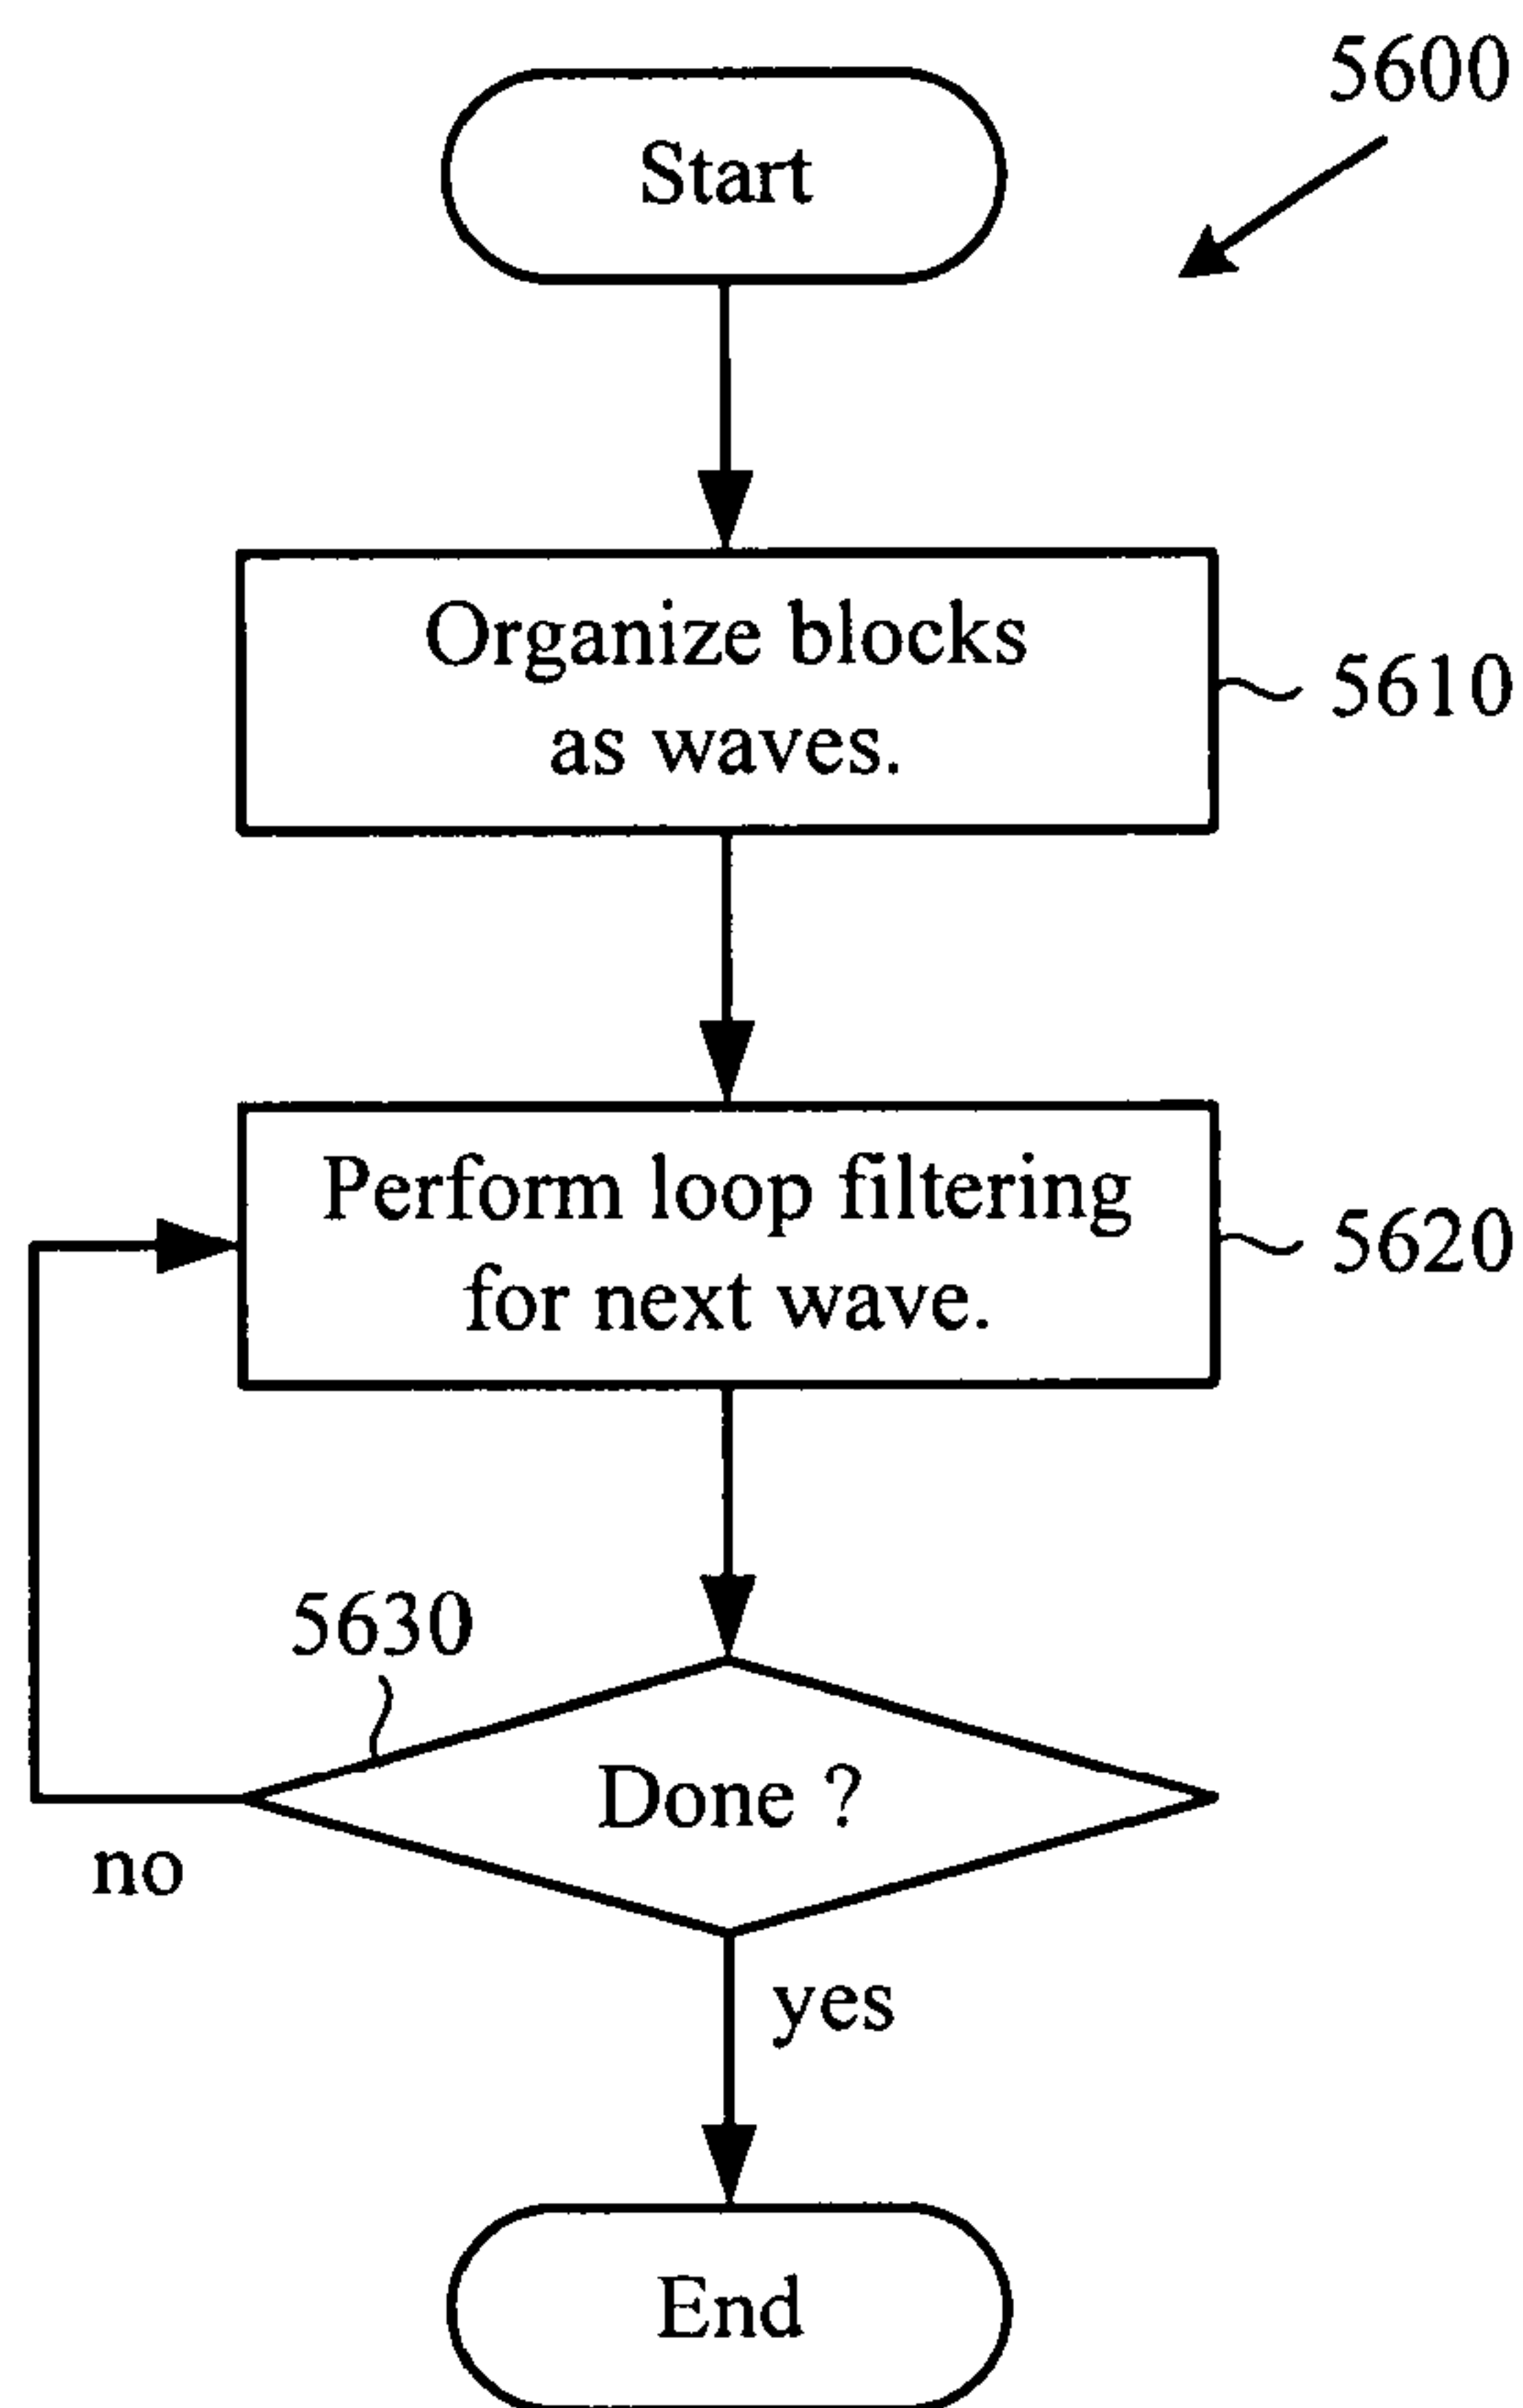 5600
Start
Organize blocks
as waves.
5610
Perform loop filtering
for next wave.
5620
5630
Done ?
no
yes
End